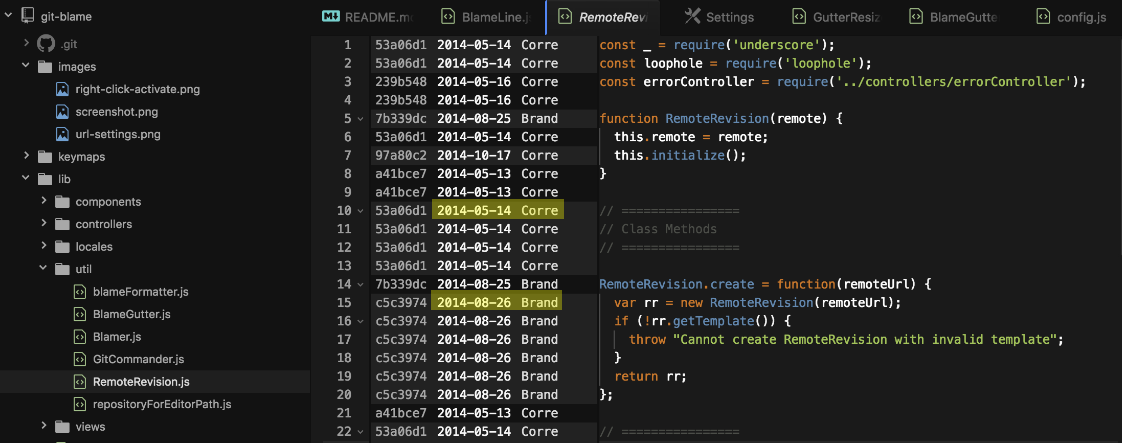 git-blame
.git
images
right-click-activate.png
screenshot.png
url-settings.png
keymaps
lib
components
controllers
locales
util
blameFormatter.js
BlameGutter.js
Blamer.js
GitCommander.js
RemoteRevision.js
repositoryForEditorPath.js
views
README.m BlameLine.j RemoteRevi Settings GutterResiz BlameGutte config.js
1 53a06d1 2014-05-14 Corre const _ = require('underscore');
2 53a06d1 2014-05-14 Corre const loophole = require('loophole');
3 239b548 2014-05-16 Corre const errorController = require('../controllers/errorController');
4 239b548 2014-05-16 Corre
5 7b339dc 2014-08-25 Brand function RemoteRevision(remote) {
6 53a06d1 2014-05-14 Corre this.remote = remote;
7 97a80c2 2014-10-17 Corre this.initialize();
8 a41bce7 2014-05-13 Corre }
9 a41bce7 2014-05-13 Corre
10 53a06d1 2014-05-14 Corre // ================
11 53a06d1 2014-05-14 Corre // Class Methods
12 53a06d1 2014-05-14 Corre // ================
13 53a06d1 2014-05-14 Corre
14 7b339dc 2014-08-25 Brand RemoteRevision.create = function(remoteUrl) {
15 c5c3974 2014-08-26 Brand var rr = new RemoteRevision(remoteUrl);
16 c5c3974 2014-08-26 Brand if (!rr.getTemplate()) {
17 c5c3974 2014-08-26 Brand throw "Cannot create RemoteRevision with invalid template";
18 c5c3974 2014-08-26 Brand }
19 c5c3974 2014-08-26 Brand return rr;
20 c5c3974 2014-08-26 Brand };
21 a41bce7 2014-05-13 Corre
22 53a06d1 2014-05-14 Corre // ================